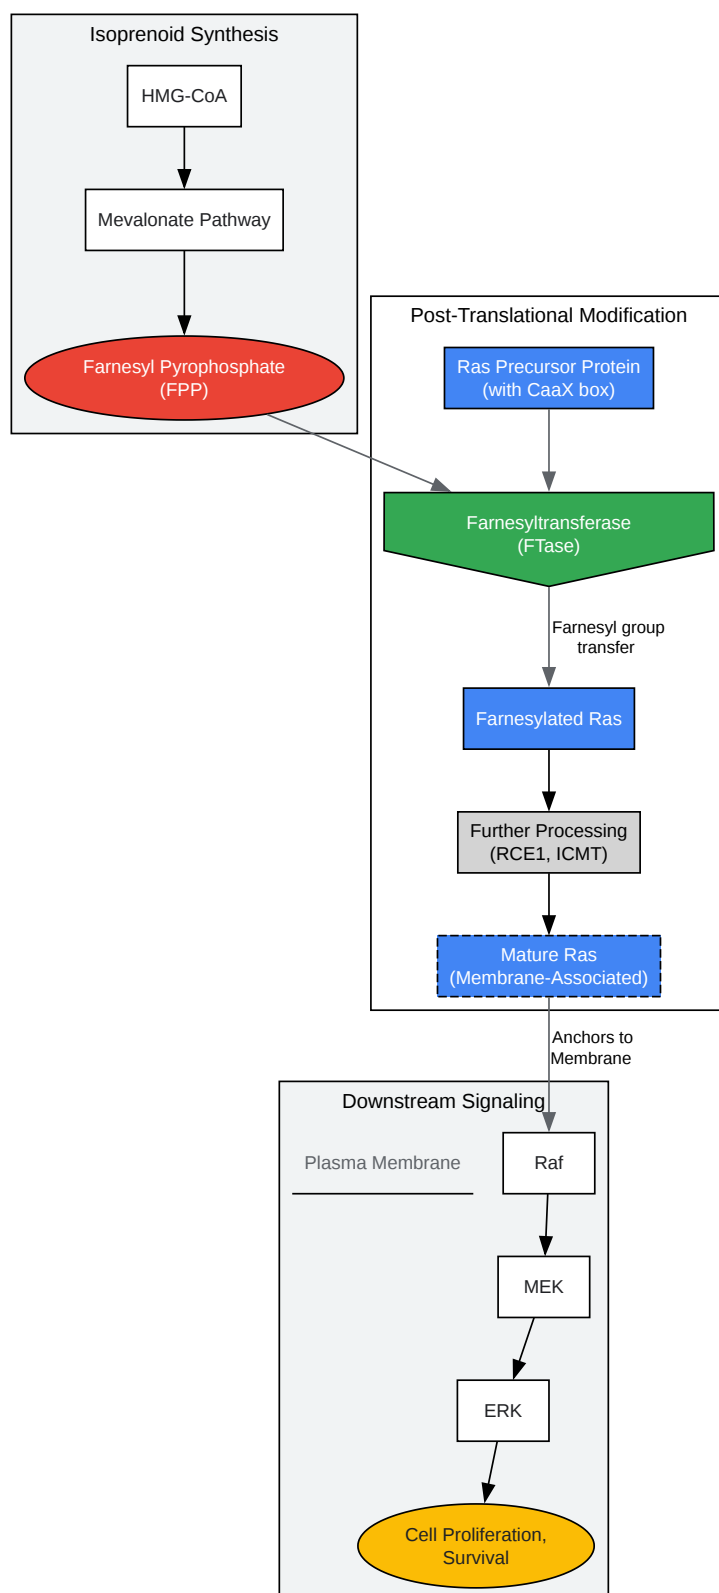 Isoprenoid Synthesis
HMG-CoA
Mevalonate Pathway
Farnesyl Pyrophosphate
(FPP)
Post-Translational Modification
Ras Precursor Protein
(with CaaX box)
Farnesyltransferase
(FTase)
Farnesyl group
transfer
Farnesylated Ras
Further Processing
(RCE1, ICMT)
Mature Ras
(Membrane-Associated)
Anchors to
Membrane
Downstream Signaling
Plasma Membrane
Raf
MEK
ERK
Cell Proliferation,
Survival